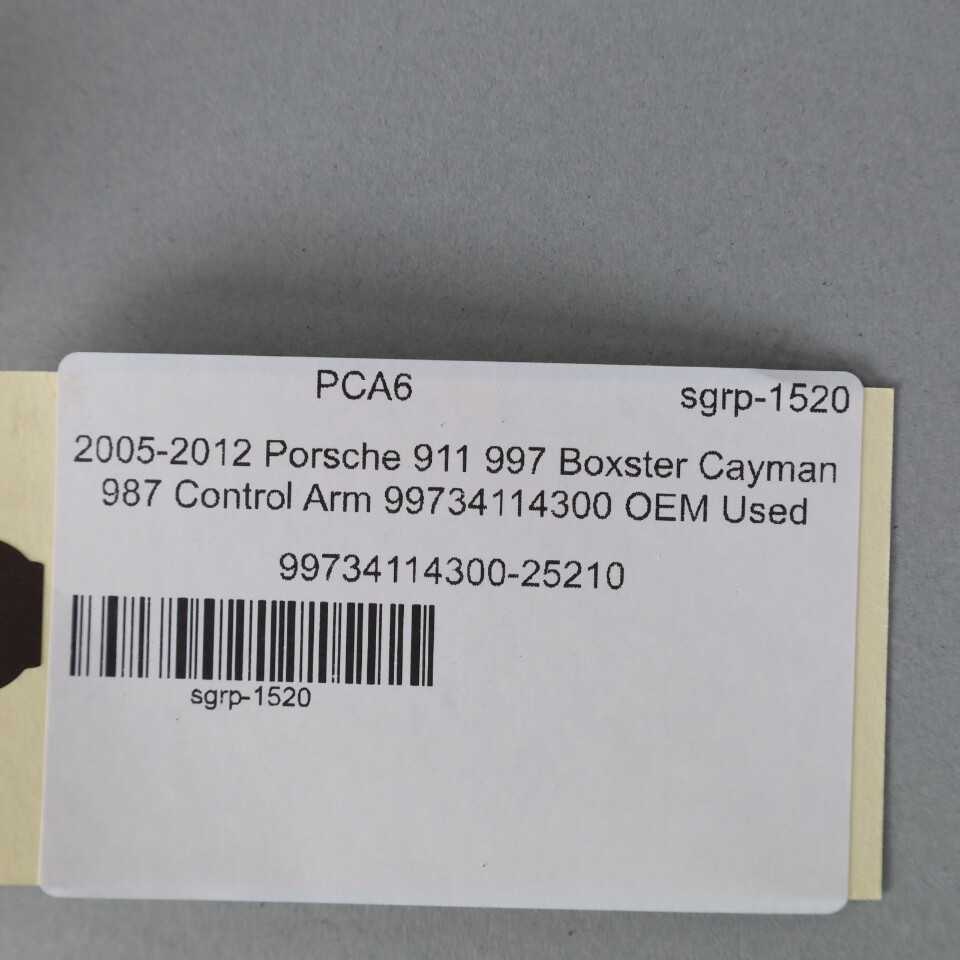 PCA6 sgrp-1520
2005-2012 Porsche 911 997 Boxster Cayman
987 Control Arm 99734114300 OEM Used
99734114300-25210
sgrp-1520